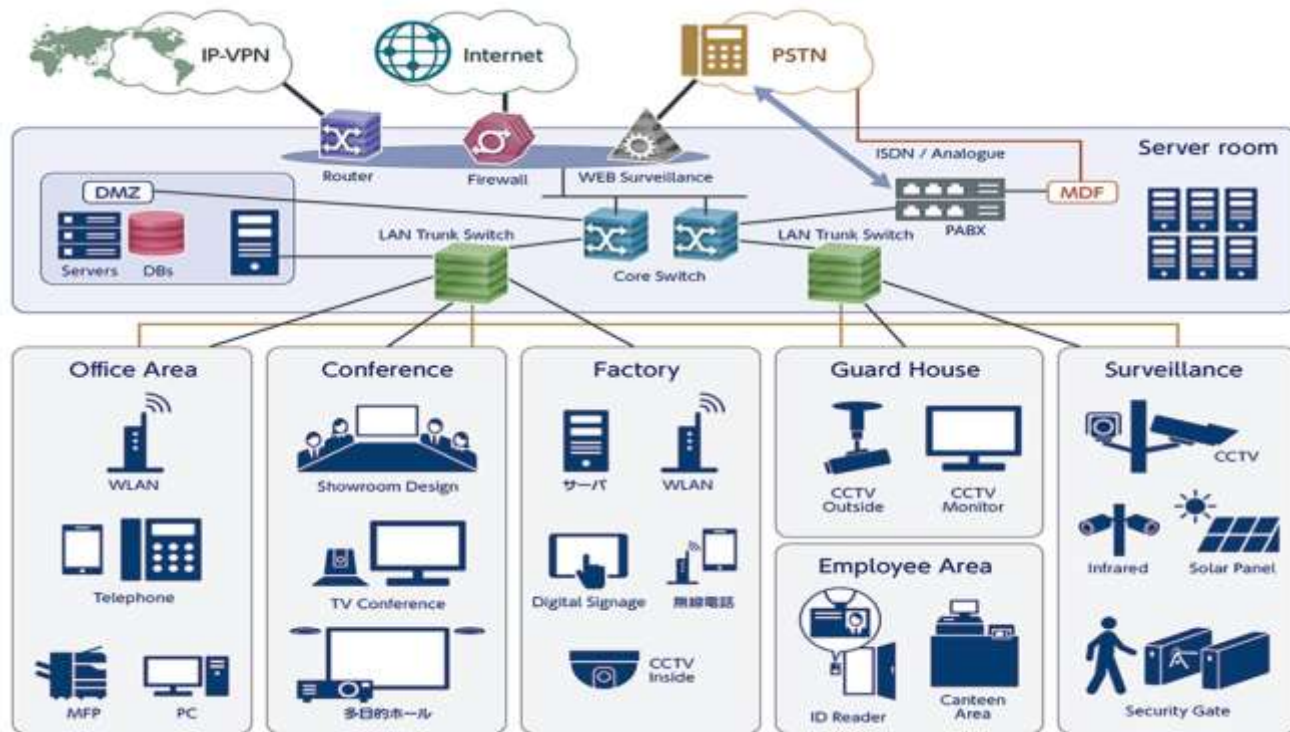 IP-VPN
Internet
PSTN
ISDN / Analogue
Server room
Router
Firewall
WEB Surveillance
DMZ
MDF
PABX
LAN Trunk Switch
LAN Trunk Switch
Servers
DBs
Core Switch
Office Area
Conference
Factory
Guard House
Surveillance
WLAN
Showroom Design
サーバ
WLAN
CCTV
Outside
CCTV
Monitor
CCTV
Telephone
TV Conference
Digital Signage
無線電話
Employee Area
Infrared
Solar Panel
MFP
PC
多目的ホール
CCTV
Inside
ID Reader
Canteen
Area
Security Gate